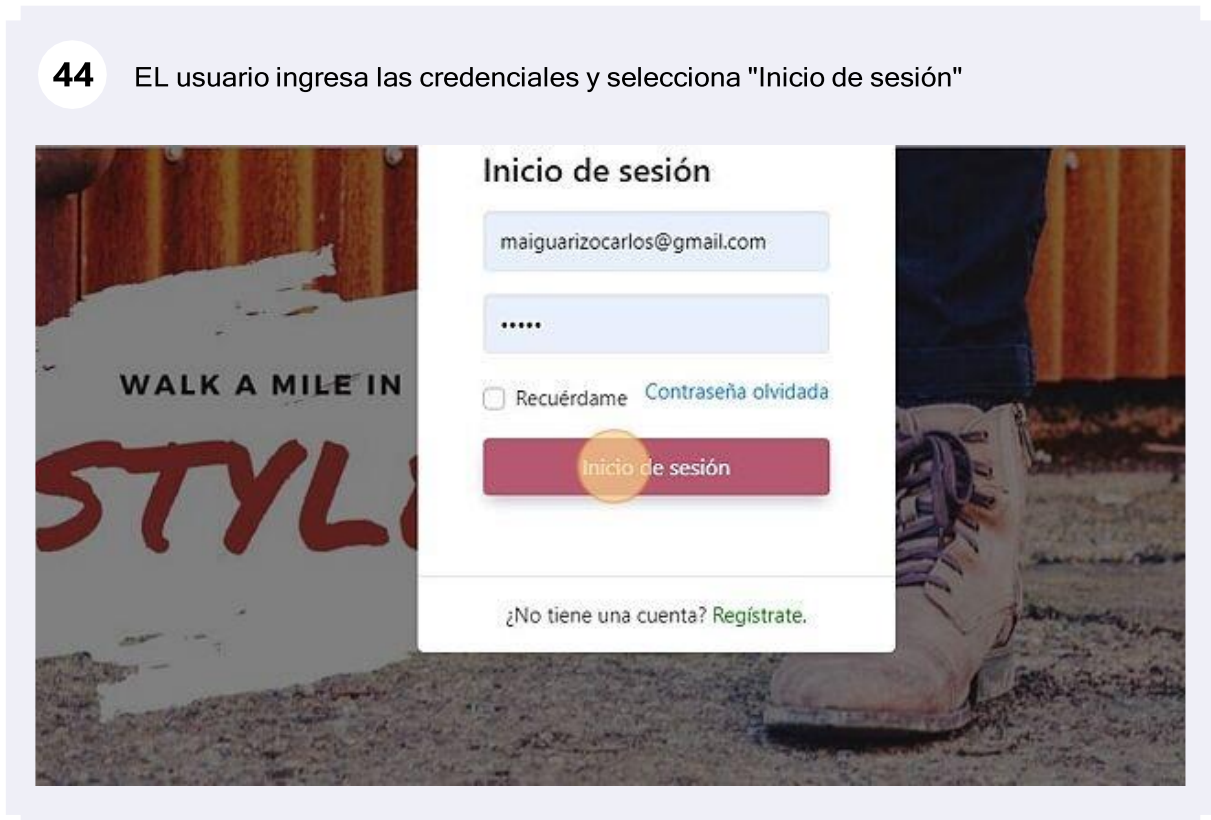 44 EL usuario ingresa las credenciales y selecciona "Inicio de sesión"
Inicio de sesión
maiguarizocarlos@gmail.com
•••••
Recuérdame Contraseña olvidada
WALK A MILE IN
STYLE
Inicio de sesión
¿No tiene una cuenta? Regístrate.